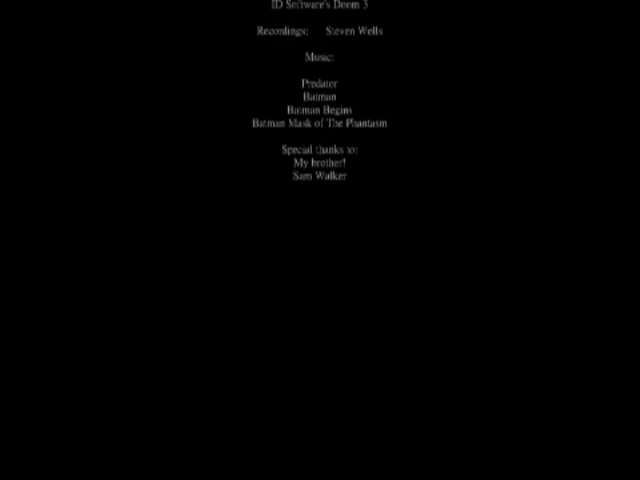 ID Software's Doom 3
Recordings: Steven Wells
Music:
Predator
Batman
Batman Begins
Batman Mask of The Phantasm
Special thanks to:
My brother!
Sam Walker